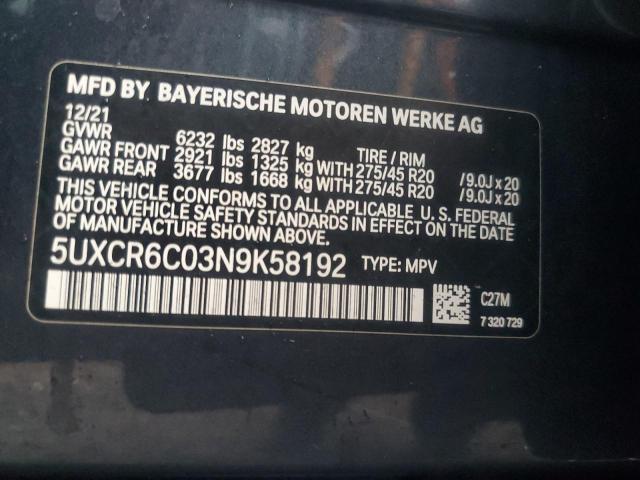 MFD BY BAYERISCHE MOTOREN WERKE AG
12/21
GVWR 6232 lbs 2827 kg TIRE / RIM
GAWR FRONT 2921 lbs 1325 kg WITH 275/45 R20 /9.0J x 20
GAWR REAR 3677 lbs 1668 kg WITH 275/45 R20 /9.0J x 20
THIS VEHICLE CONFORMS TO ALL APPLICABLE U. S. FEDERAL
MOTOR VEHICLE SAFETY STANDARDS IN EFFECT ON THE DATE
OF MANUFACTURE SHOWN ABOVE.
5UXCR6C03N9K58192 TYPE: MPV
C27M
7 320 729